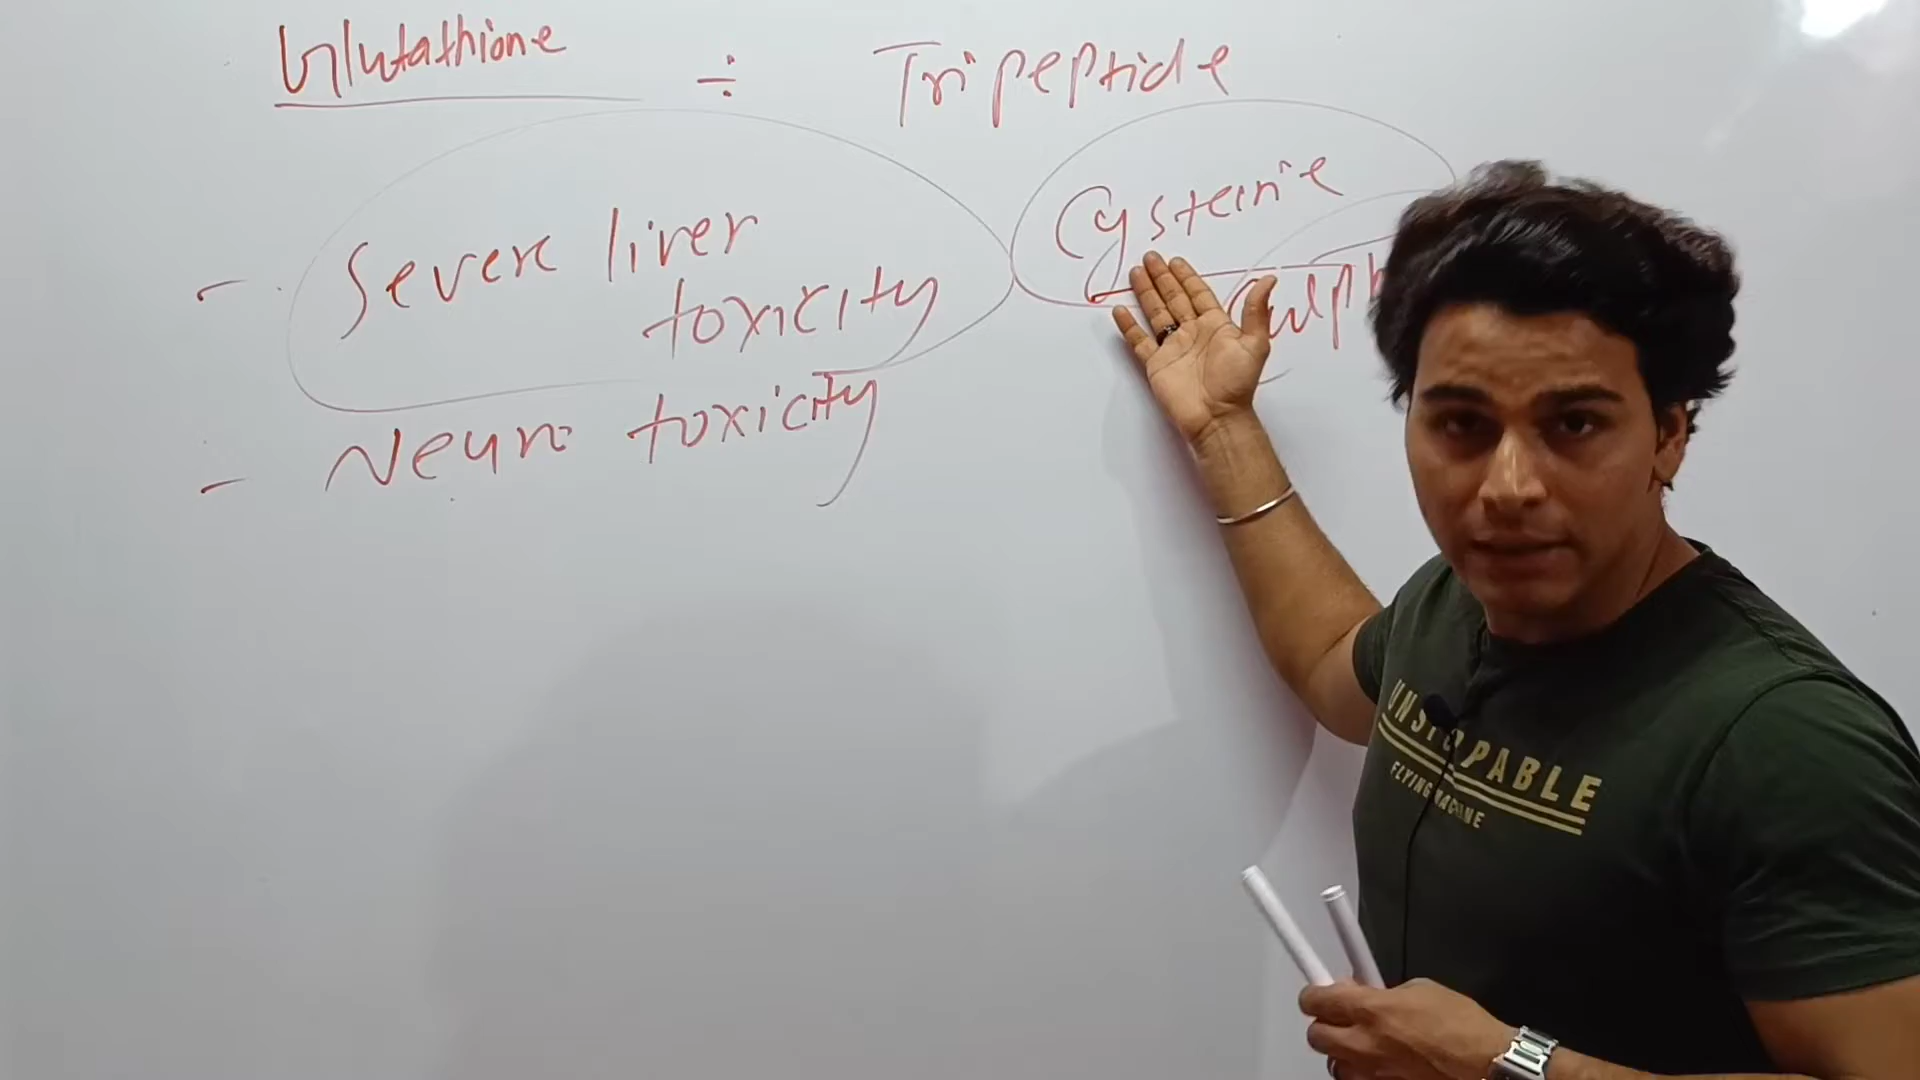 Glutathione ÷ Tripeptide
Cysteine
- Severe liver
toxicity
- Neuro toxicity
UNSTOPPABLE
FLYING MACHINE